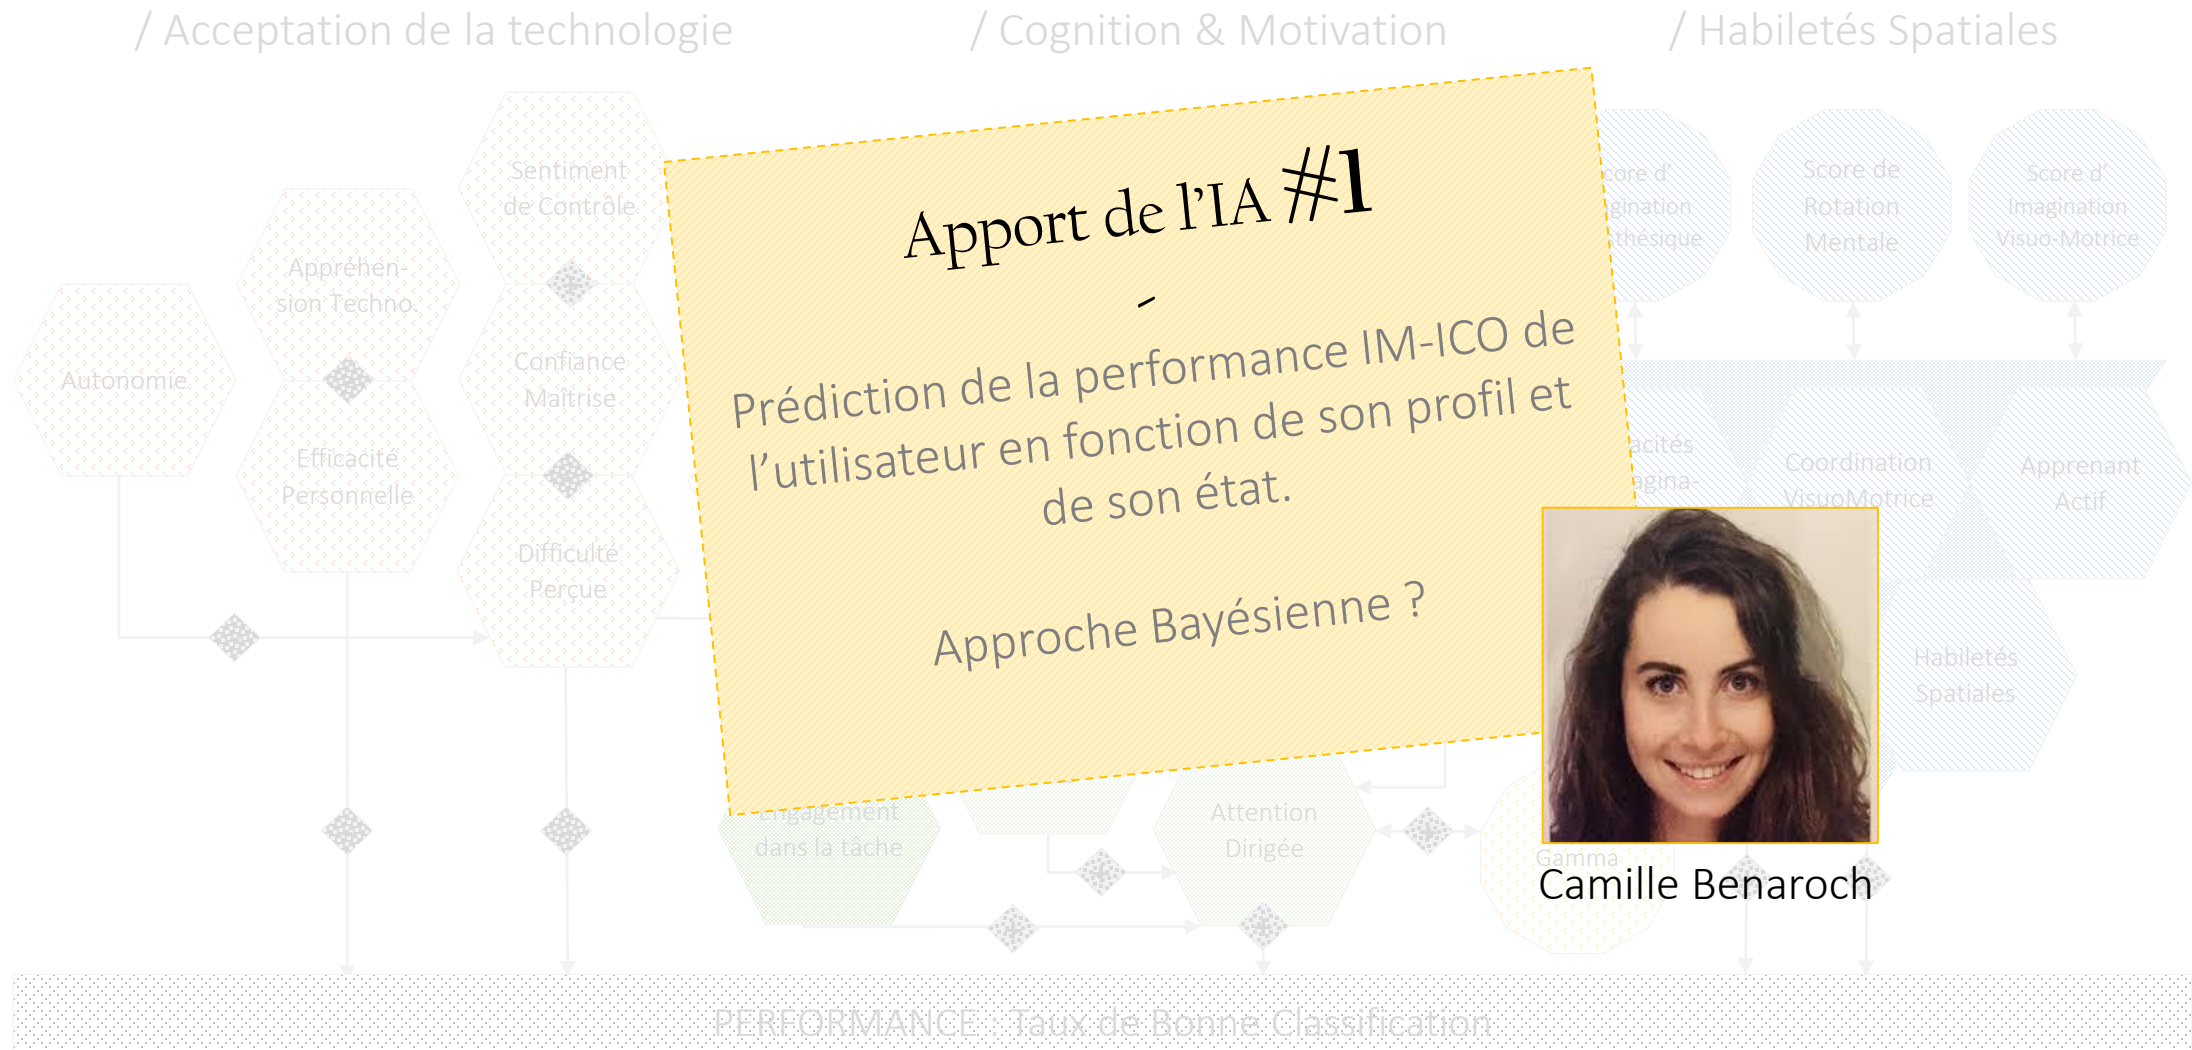 / Acceptation de la technologie
/ Cognition & Motivation
/ Habiletés Spatiales
Sentiment
de Contrôle
Appréhen-
sion Techno.
Autonomie
Confiance
Maîtrise
Efficacité
Personnelle
Difficulté
Perçue
Apport de l’IA #1
-
Prédiction de la performance IM-ICO de
l’utilisateur en fonction de son profil et
de son état.
Approche Bayésienne ?
Score de
Rotation
Mentale
Score d’
Imagination
Visuo-Motrice
Coordination
VisuoMotrice
Apprenant
Actif
Habiletés
Spatiales
Engagement
dans la tâche
Attention
Dirigée
Gamma
Camille Benaroch
PERFORMANCE : Taux de Bonne Classification